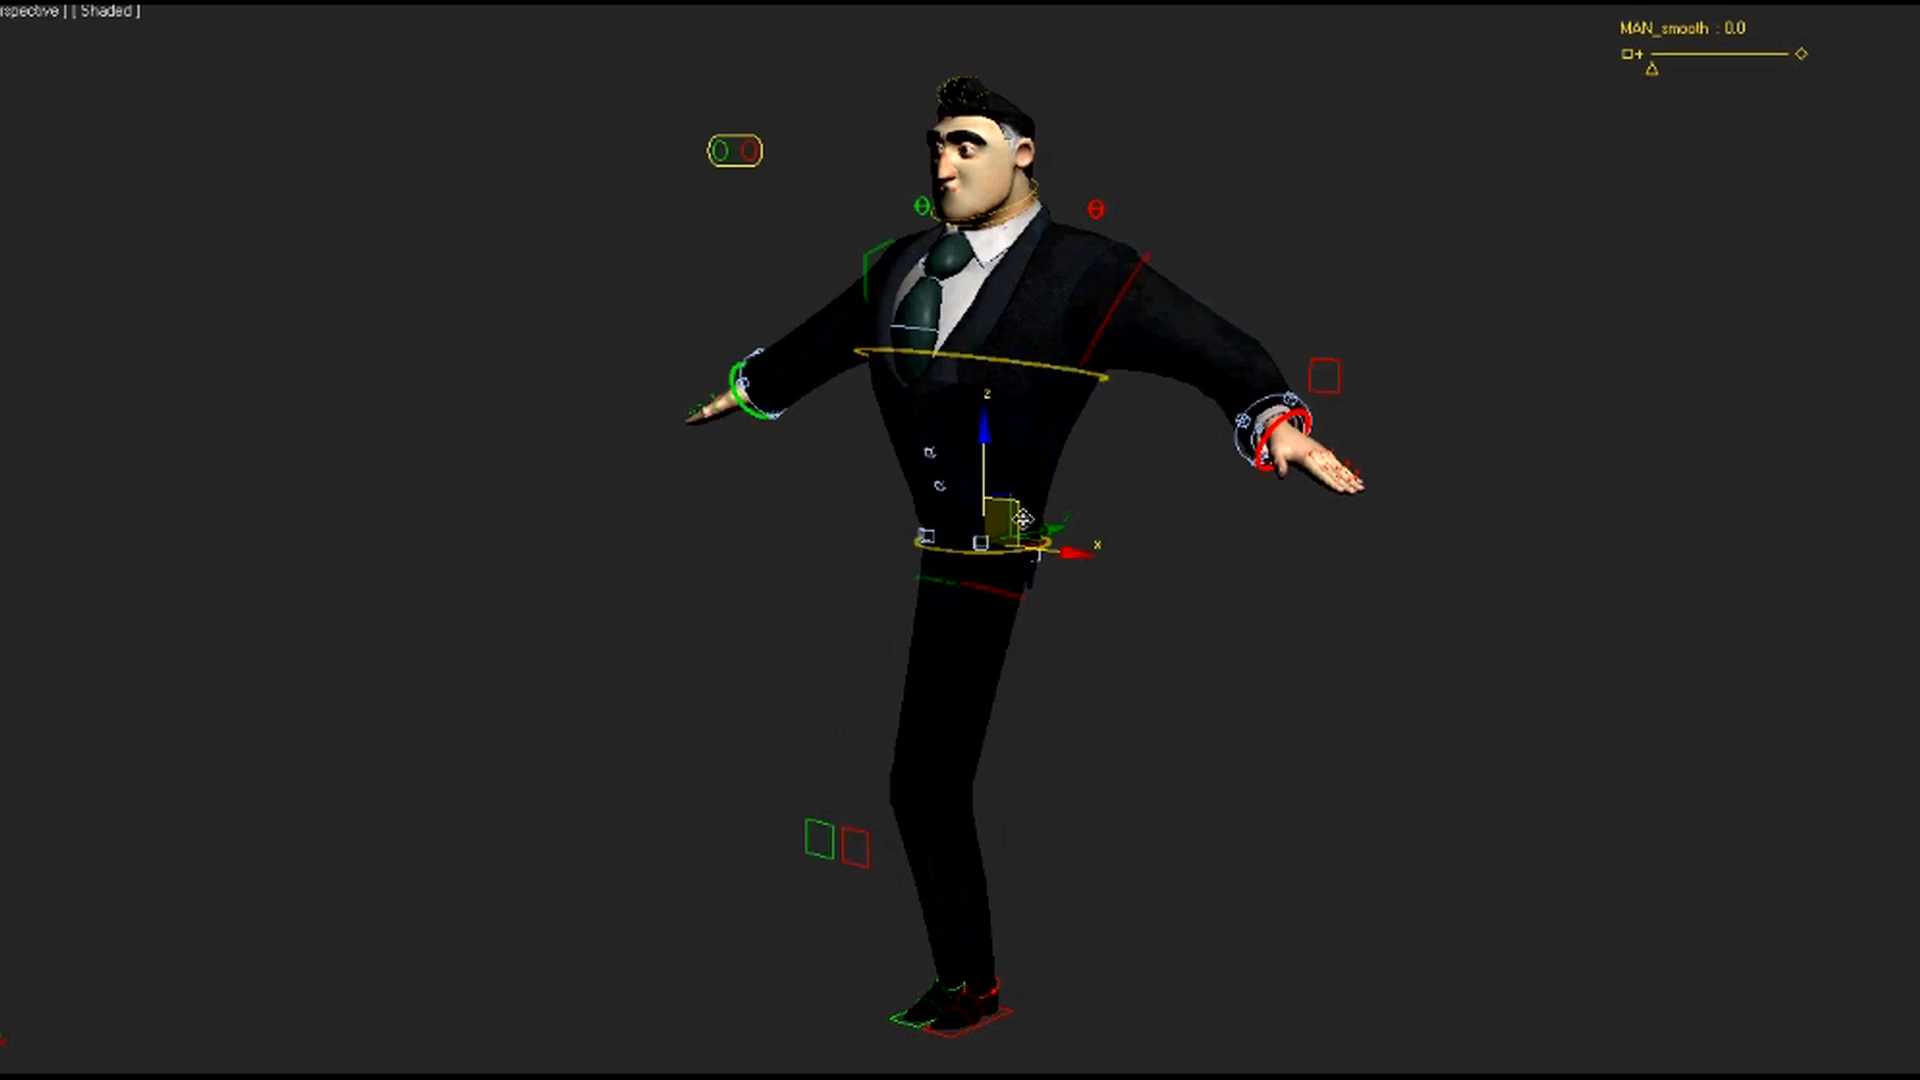 rspective ] [ Shaded ]
MAN_smooth : 0.0
z
y
x